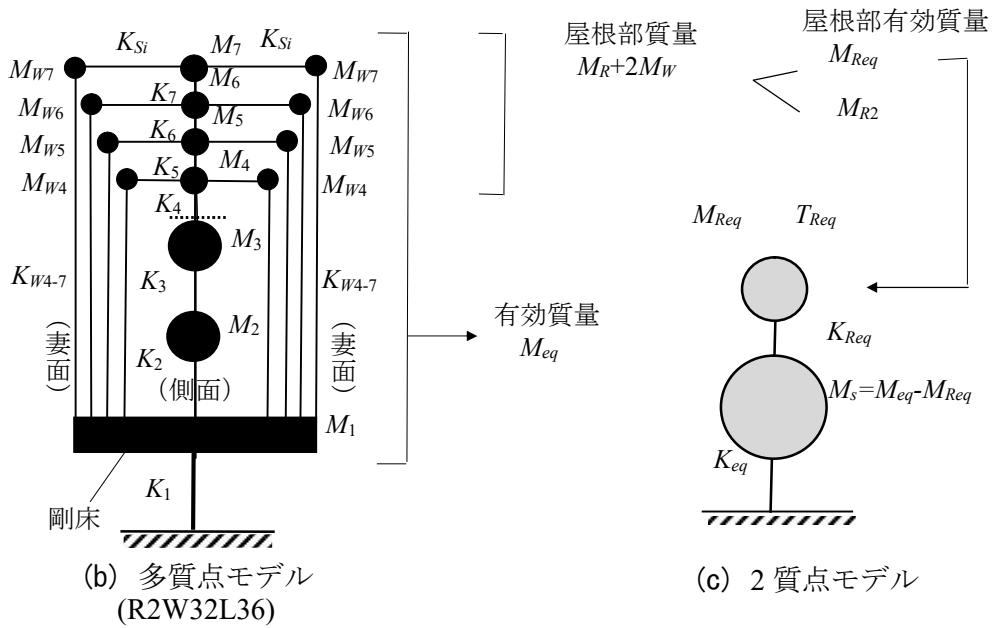 K_Si
M_7
K_Si
M_W7
M_6
M_W7
M_W6
K_7
M_5
M_W6
M_W5
K_6
M_4
M_W5
M_W4
K_5
M_W4
K_4
M_3
K_3
K_W4-7
K_W4-7
M_2
K_2
(妻面)
(側面)
(妻面)
M_1
K_1
剛床
(b) 多質点モデル
(R2W32L36)
有効質量
M_eq
屋根部質量
M_R+2M_W
屋根部有効質量
M_Req
M_R2
M_Req
T_Req
K_Req
M_s=M_eq-M_Req
K_eq
(c) 2質点モデル